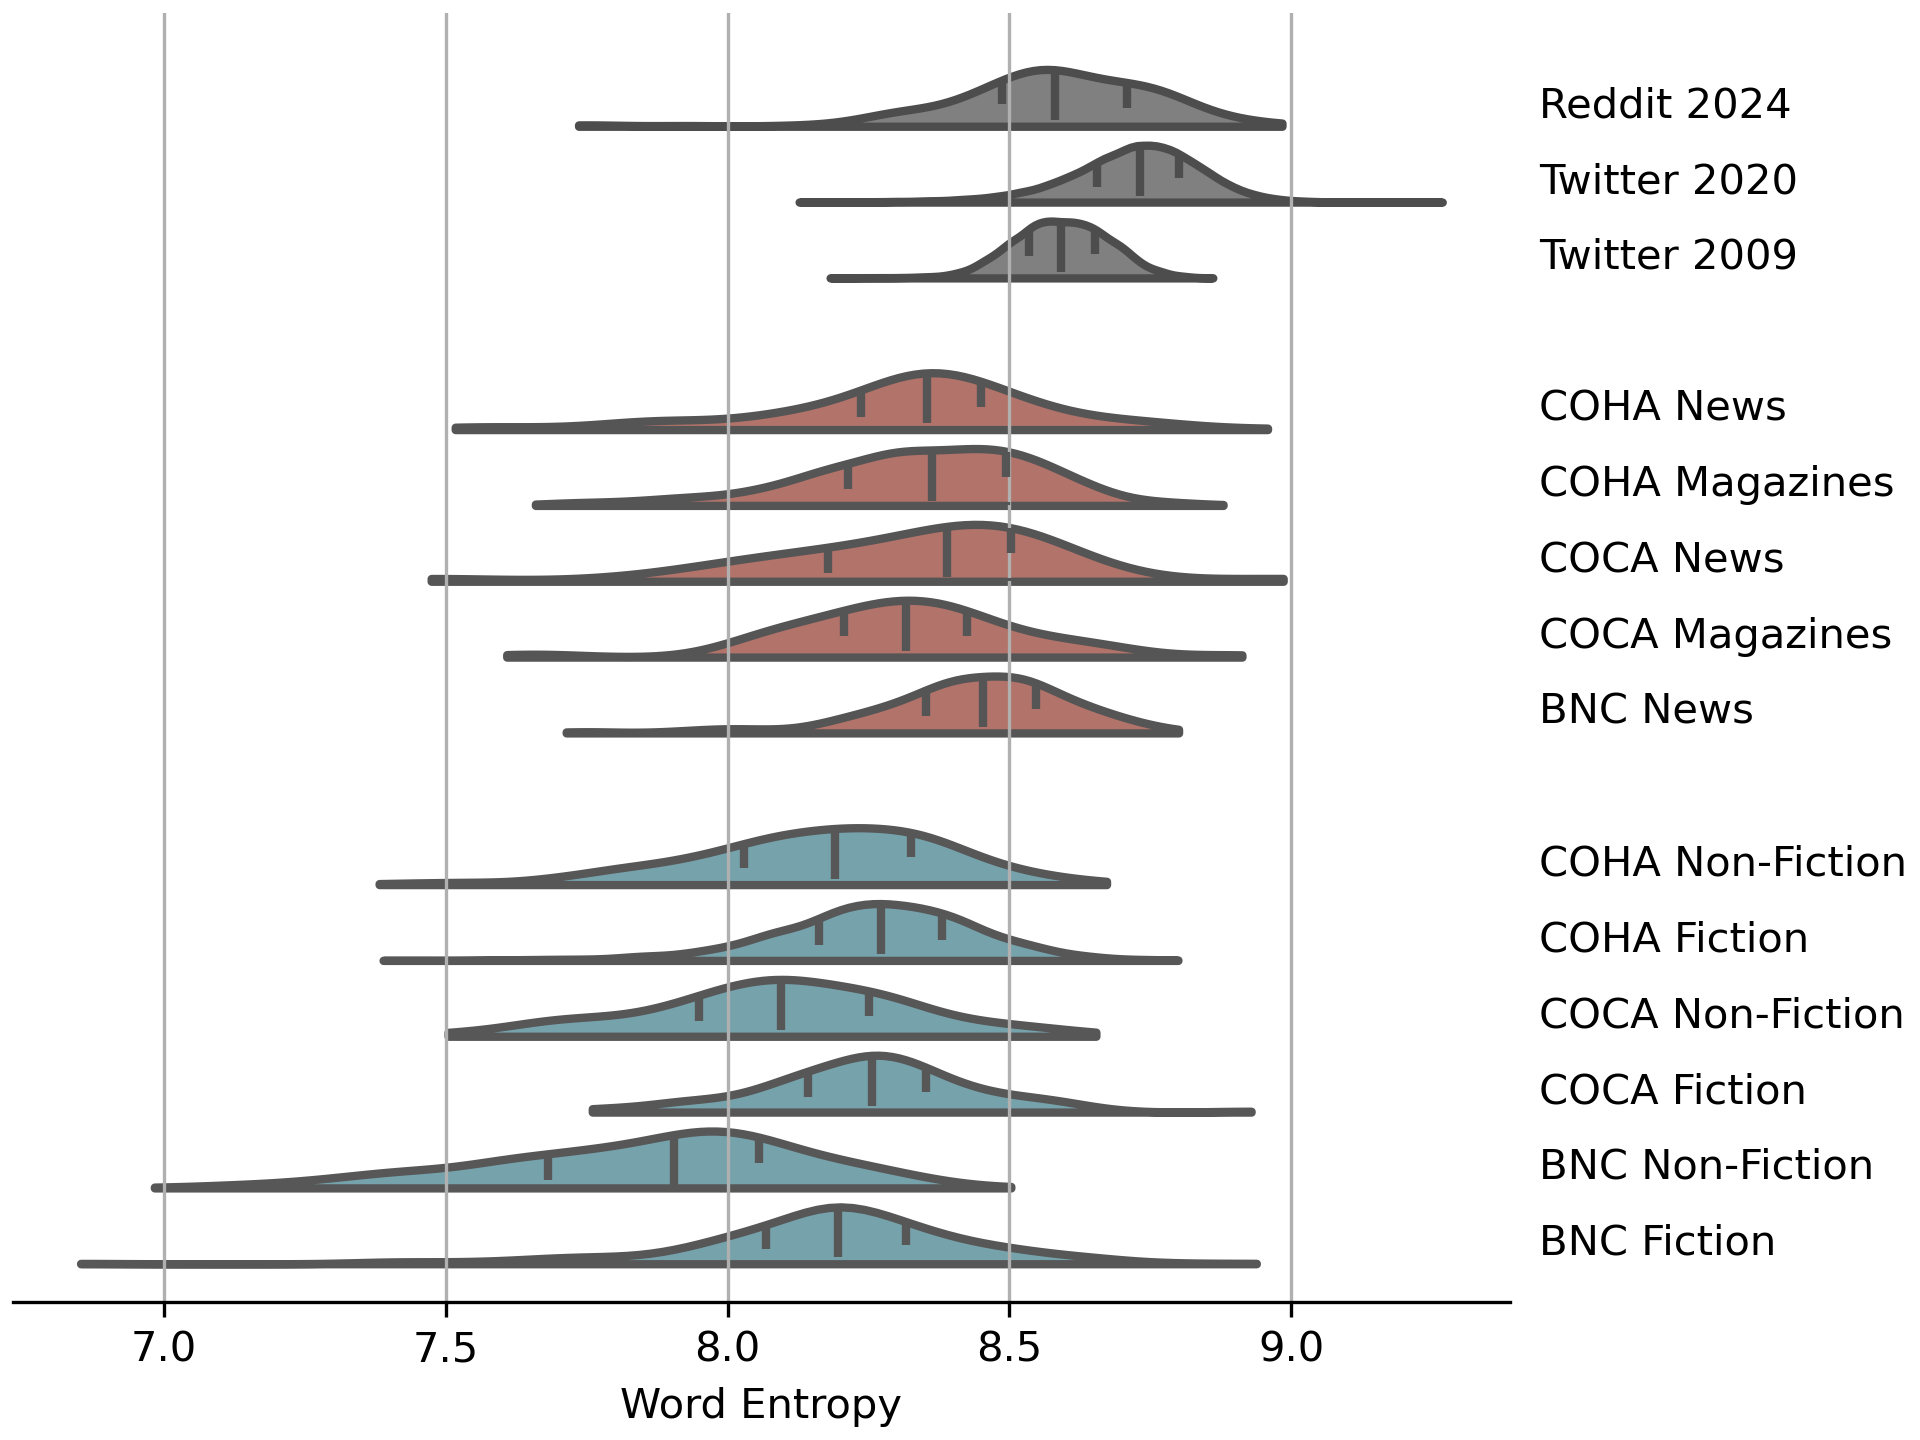 Reddit 2024
Twitter 2020
Twitter 2009
COHA News
COHA Magazines
COCA News
COCA Magazines
BNC News
COHA Non-Fiction
COHA Fiction
COCA Non-Fiction
COCA Fiction
BNC Non-Fiction
BNC Fiction
7.0 7.5 8.0 8.5 9.0
Word Entropy